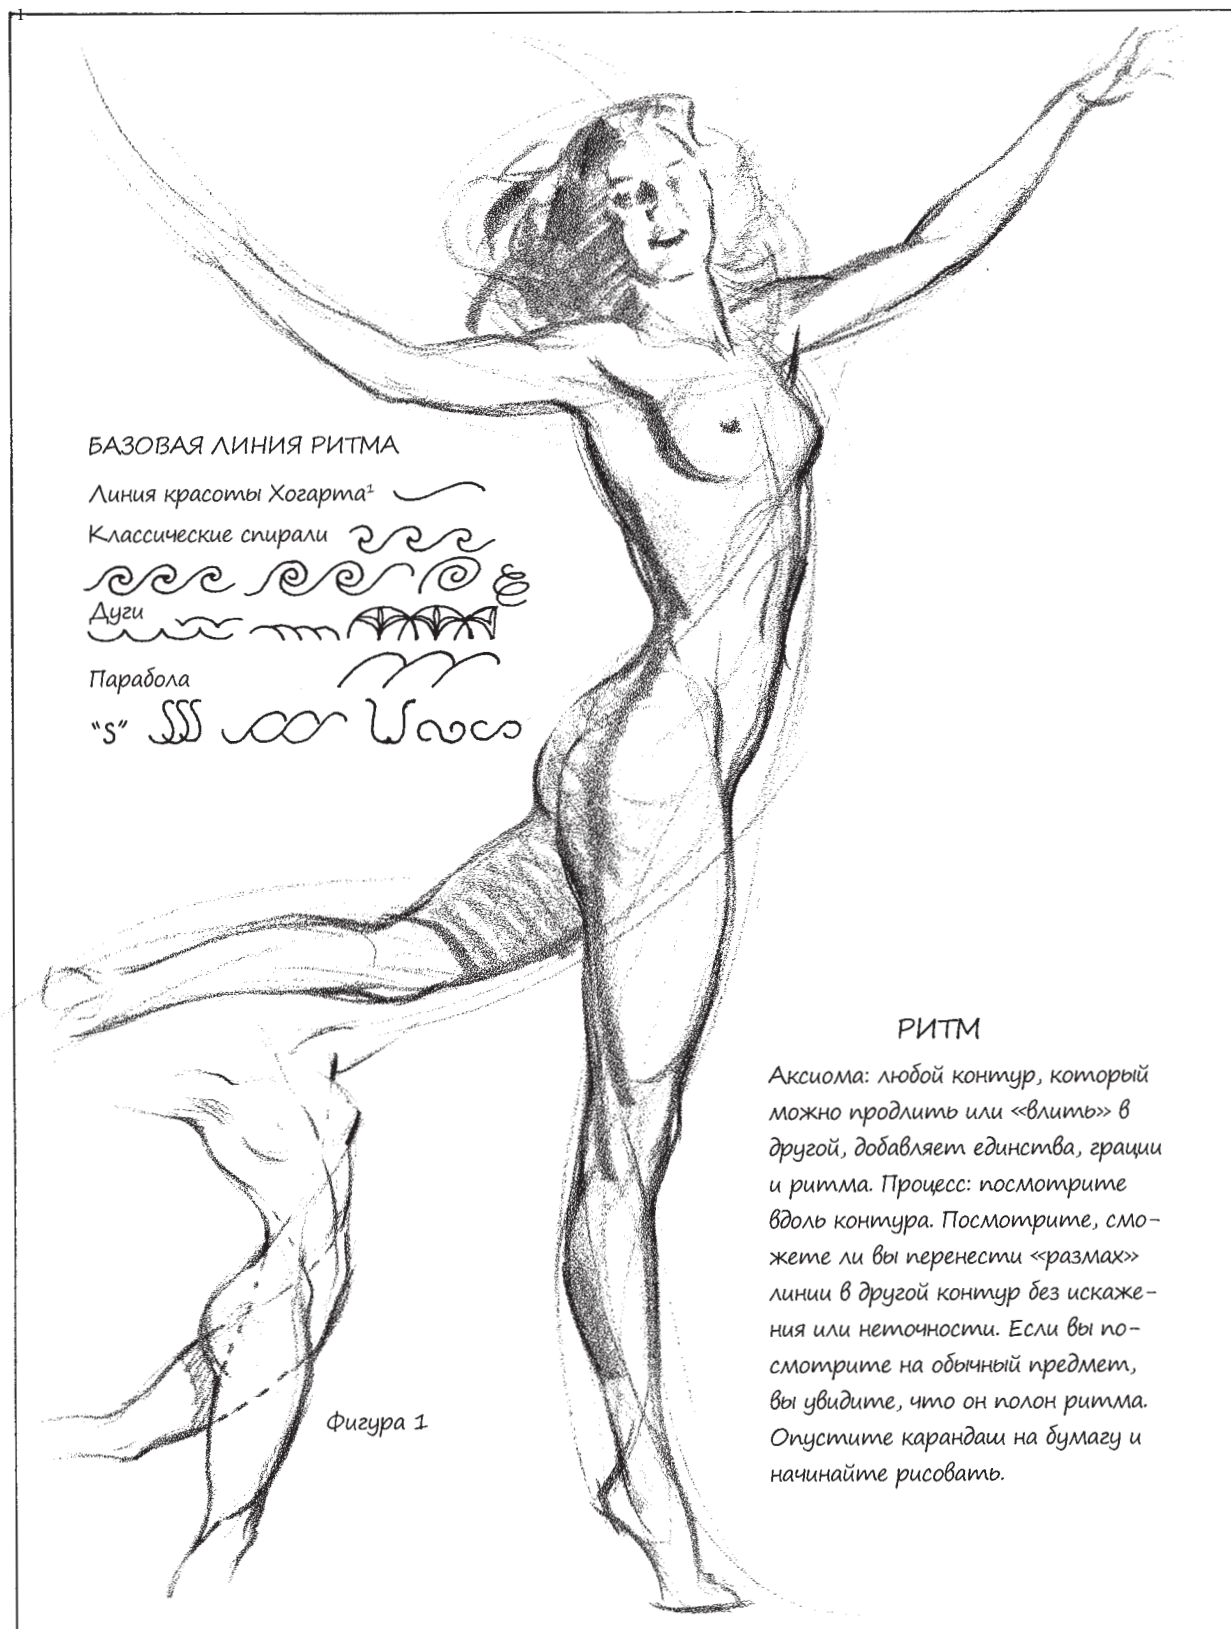 1
БАЗОВАЯ ЛИНИЯ РИТМА
Линия красоты Хогарта¹
Классические спирали
Дуги
Парабола
“S”
РИТМ
Аксиома: любой контур, который
можно продлить или «влить» в
другой, добавляет единства, грации
и ритма. Процесс: посмотрите
вдоль контура. Посмотрите, смо-
жете ли вы перенести «размах»
линии в другой контур без искаже-
ния или неточности. Если вы по-
смотрите на обычный предмет,
вы увидите, что он полон ритма.
Опустите карандаш на бумагу и
начинайте рисовать.
Фигура 1